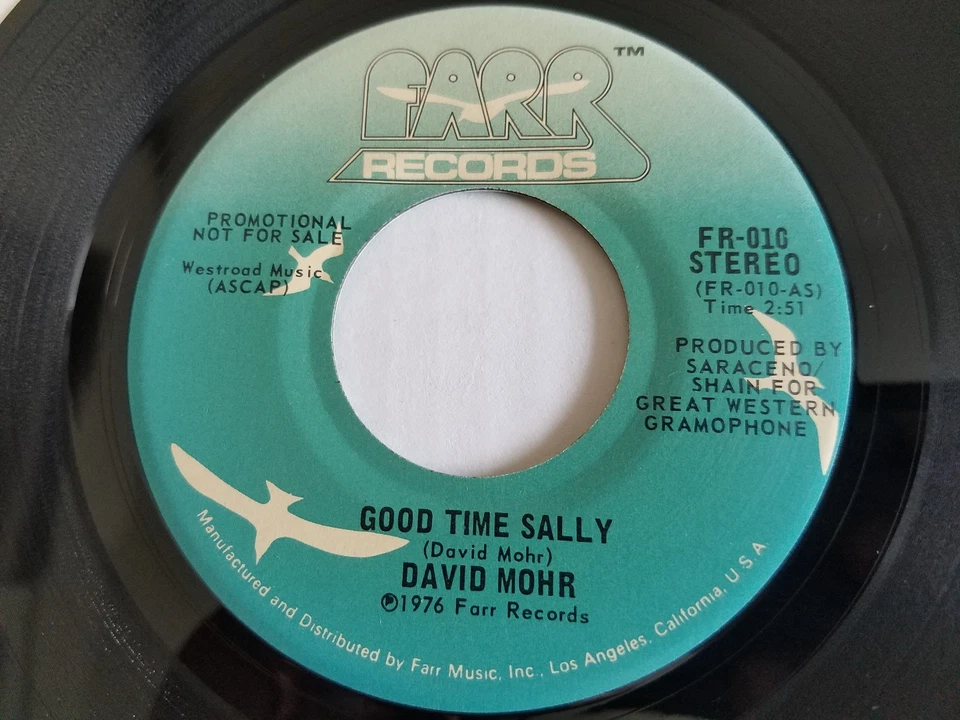 FARR™
RECORDS
PROMOTIONAL
NOT FOR SALE
Westroad Music
(ASCAP)
FR-010
STEREO
(FR-010-AS)
Time 2:51
PRODUCED BY
SARACENO/
SHAIN FOR
GREAT WESTERN
GRAMOPHONE
GOOD TIME SALLY
(David Mohr)
DAVID MOHR
℗1976 Farr Records
Manufactured and Distributed by Farr Music, Inc., Los Angeles, California, U S A